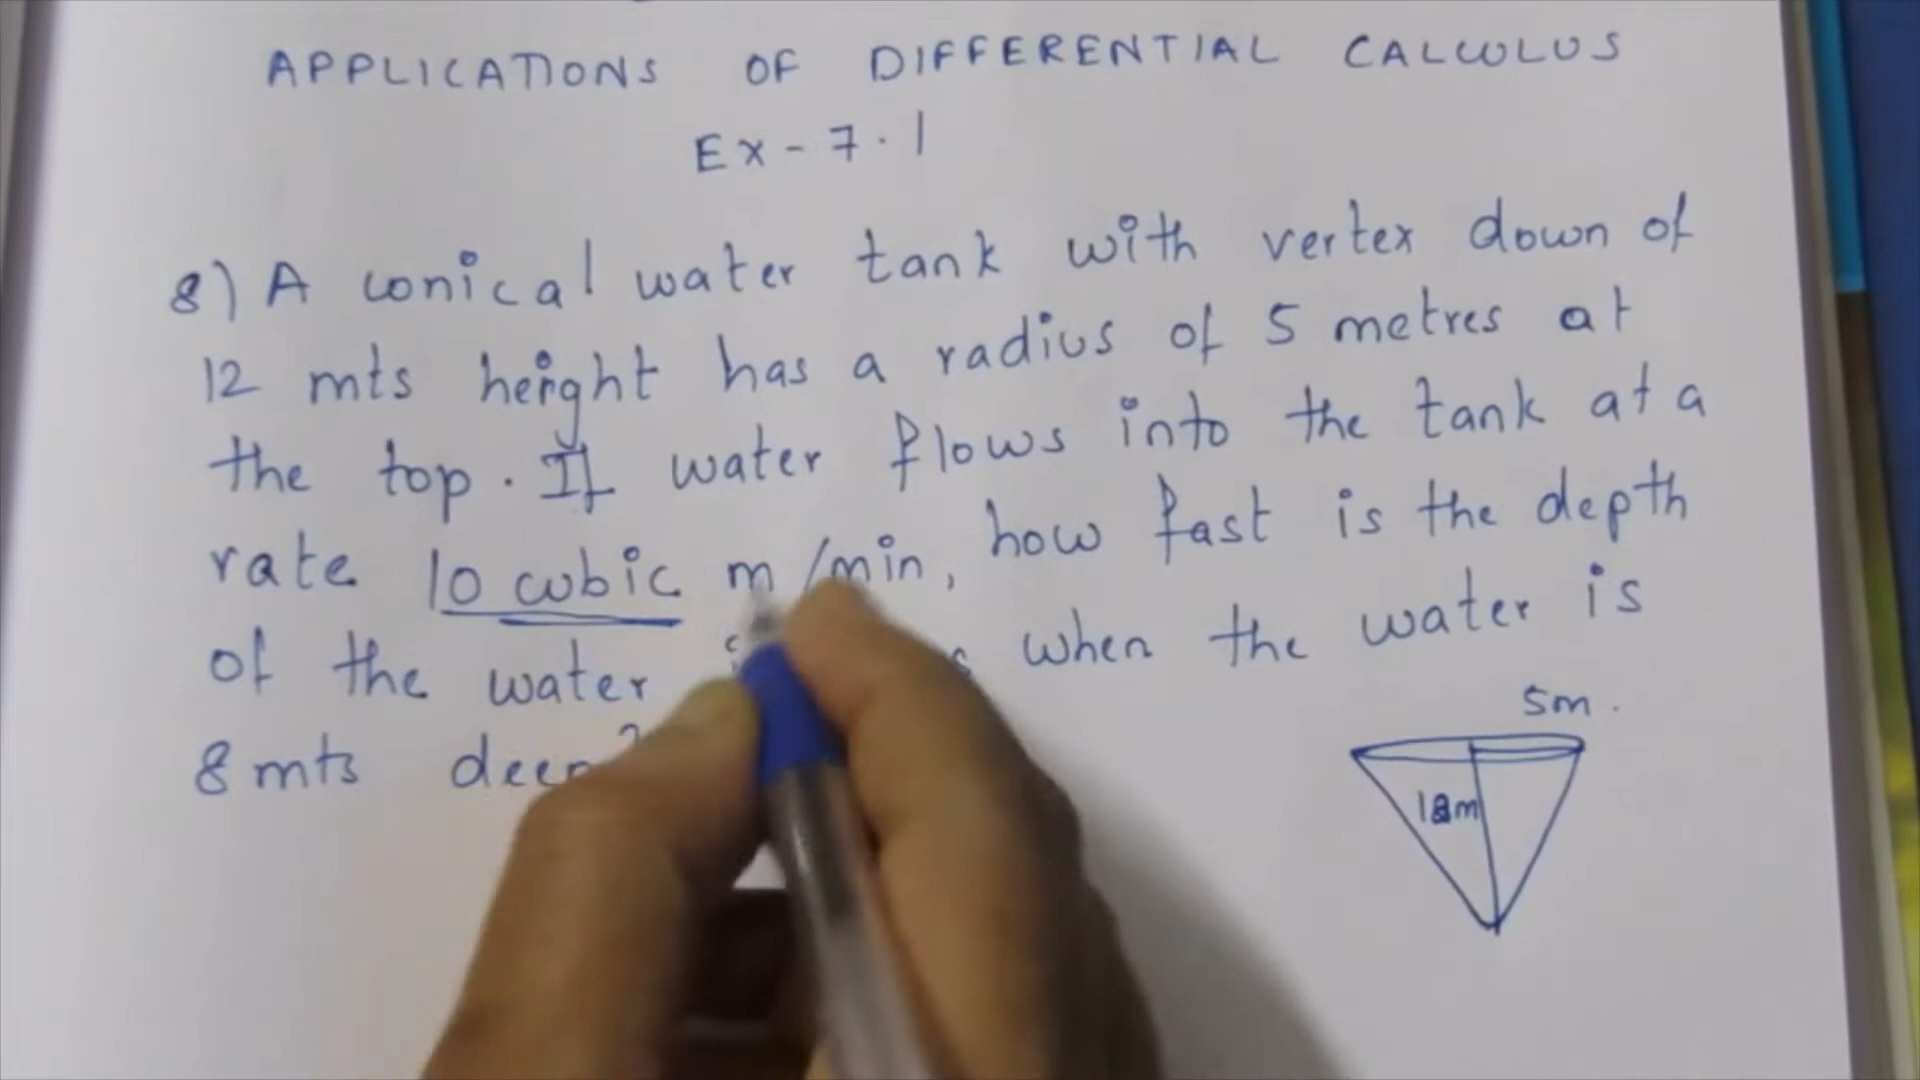 APPLICATIONS OF DIFFERENTIAL CALCULUS
Ex - 7.1
8) A conical water tank with vertex down of
12 mts height has a radius of 5 metres at
the top. If water flows into the tank at a
rate 10 cubic m/min, how fast is the depth
of the water when the water is
8 mts deep?
5m.
12m